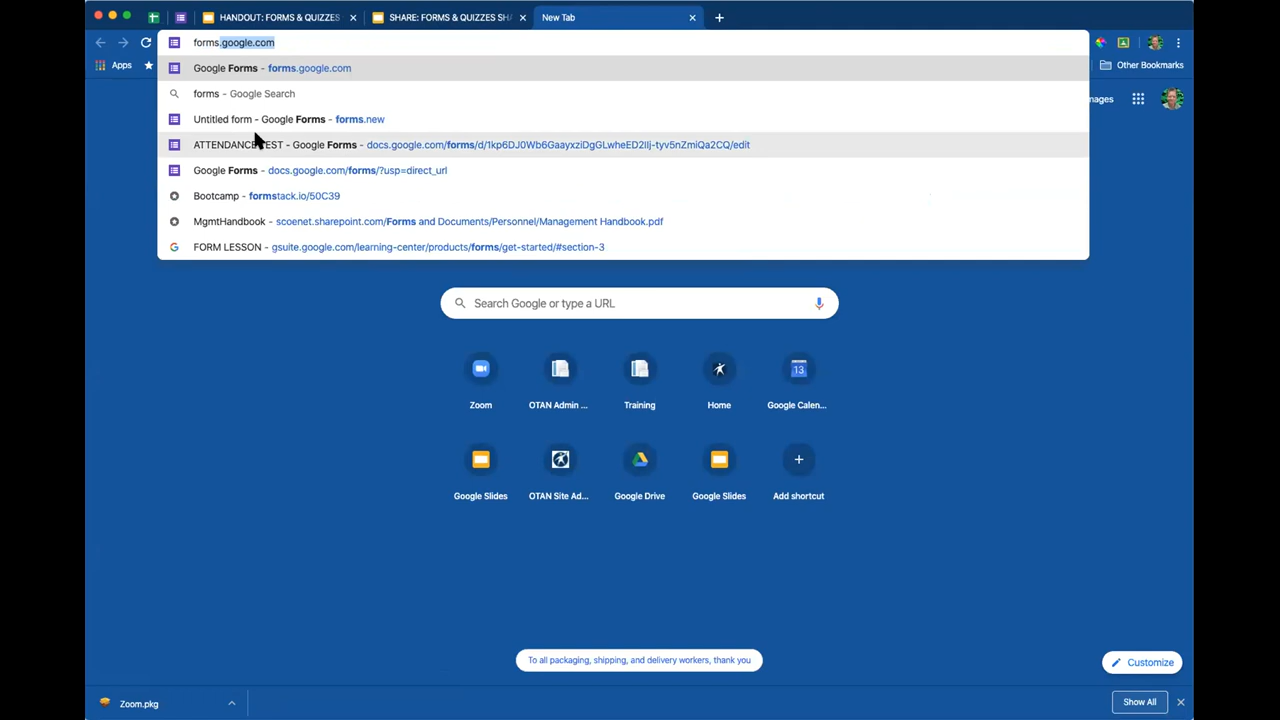 HANDOUT: FORMS & QUIZZES
SHARE: FORMS & QUIZZES SH
New Tab
forms.google.com
Google Forms - forms.google.com
forms - Google Search
Untitled form - Google Forms - forms.new
ATTENDANCE TEST - Google Forms - docs.google.com/forms/d/1kp6DJ0Wb6GaayxziDgGLwheED2IIj-tyv5nZmiQa2CQ/edit
Google Forms - docs.google.com/forms/?usp=direct_url
Bootcamp - formstack.io/50C39
MgmtHandbook - scoenet.sharepoint.com/Forms and Documents/Personnel/Management Handbook.pdf
FORM LESSON - gsuite.google.com/learning-center/products/forms/get-started/#section-3
Apps
Other Bookmarks
mages
Search Google or type a URL
13
Zoom
OTAN Admin ...
Training
Home
Google Calen...
Google Slides
OTAN Site Ad...
Google Drive
Google Slides
Add shortcut
To all packaging, shipping, and delivery workers, thank you
Customize
Zoom.pkg
Show All